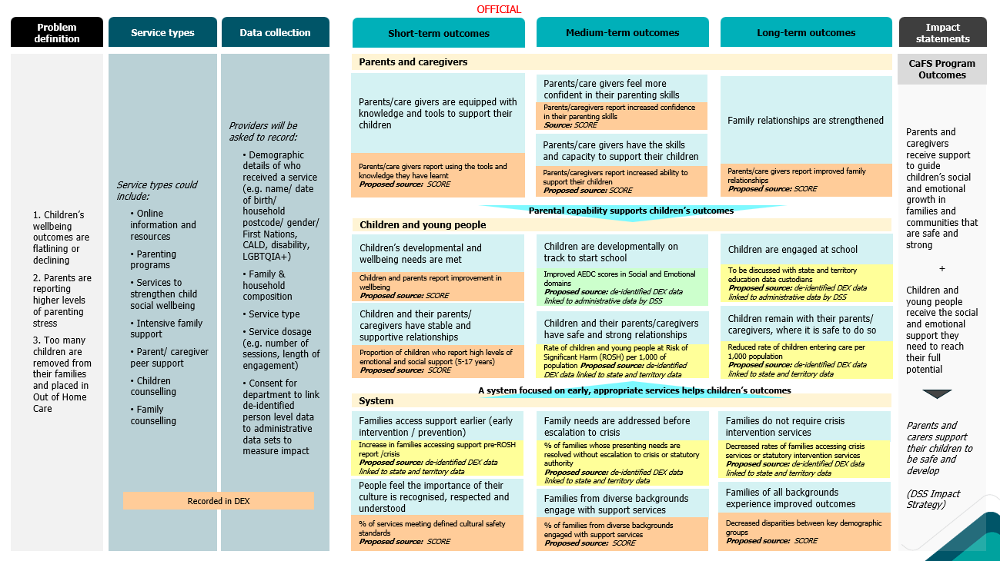 OFFICIAL
Problem
definition
Service types
Data collection
Short-term outcomes
Medium-term outcomes
Long-term outcomes
Impact
statements
1. Children’s
wellbeing
outcomes are
flatlining or
declining
2. Parents are
reporting
higher levels
of parenting
stress
3. Too many
children are
removed from
their families
and placed in
Out of Home
Care
Service types could
include:
• Online
information and
resources
• Parenting
programs
• Services to
strengthen child
social wellbeing
• Intensive family
support
• Parent/ caregiver
peer support
• Children
counselling
• Family
counselling
Providers will be
asked to record:
• Demographic
details of who
received a service
(e.g. name/ date
of birth/
household
postcode/ gender/
First Nations,
CALD, disability,
LGBTQIA+)
• Family &
household
composition
• Service type
• Service dosage
(e.g. number of
sessions, length of
engagement)
• Consent for
department to link
de-identified
person level data
to administrative
data sets to
measure impact
Recorded in DEX
Parents and caregivers
Parents/care givers are equipped with
knowledge and tools to support their
children
Parents/care givers report using the tools and
knowledge they have learnt
Proposed source: SCORE
Parents/care givers feel more
confident in their parenting skills
Parents/caregivers report increased confidence
in their parenting skills
Source: SCORE
Parents/care givers have the skills
and capacity to support their children
Parents/caregivers report increased ability to
support their children
Proposed source: SCORE
Family relationships are strengthened
Parents/care givers report improved family
relationships
Proposed source: SCORE
Parental capability supports children’s outcomes
Children and young people
Children’s developmental and
wellbeing needs are met
Children and parents report improvement in
wellbeing
Proposed source: SCORE
Children and their parents/
caregivers have stable and
supportive relationships
Proportion of children who report high levels of
emotional and social support (5-17 years)
Proposed source: SCORE
Children are developmentally on
track to start school
Improved AEDC scores in Social and Emotional
domains
Proposed source: de-identified DEX data
linked to administrative data by DSS
Children and their parents/caregivers
have safe and strong relationships
Rate of children and young people at Risk of
Significant Harm (ROSH) per 1,000 of
population Proposed source: de-identified
DEX data linked to state and territory data
Children are engaged at school
To be discussed with state and territory
education data custodians
Proposed source: de-identified DEX data
linked to administrative data by DSS
Children remain with their parents/
caregivers, where it is safe to do so
Reduced rate of children entering care per
1,000 population
Proposed source: de-identified DEX data
linked to state and territory data
A system focused on early, appropriate services helps children’s outcomes
System
Families access support earlier (early
intervention / prevention)
Increase in families accessing support pre-ROSH
report /crisis
Proposed source: de-identified DEX data
linked to state and territory data
People feel the importance of their
culture is recognised, respected and
understood
% of services meeting defined cultural safety
standards
Proposed source: SCORE
Family needs are addressed before
escalation to crisis
% of families whose presenting needs are
resolved without escalation to crisis or statutory
authority
Proposed source: de-identified DEX data
linked to state and territory data
Families from diverse backgrounds
engage with support services
% of families from diverse backgrounds
engaged with support services
Proposed source: SCORE
Families do not require crisis
intervention services
Decreased rates of families accessing crisis
services or statutory intervention services
Proposed source: de-identified DEX data
linked to state and territory data
Families of all backgrounds
experience improved outcomes
Decreased disparities between key demographic
groups
Proposed source: SCORE
CaFS Program
Outcomes
Parents and
caregivers
receive support
to guide
children’s social
and emotional
growth in
families and
communities that
are safe and
strong
+
Children and
young people
receive the social
and emotional
support they
need to reach
their full
potential
Parents and
carers support
their children to
be safe and
develop
(DSS Impact
Strategy)